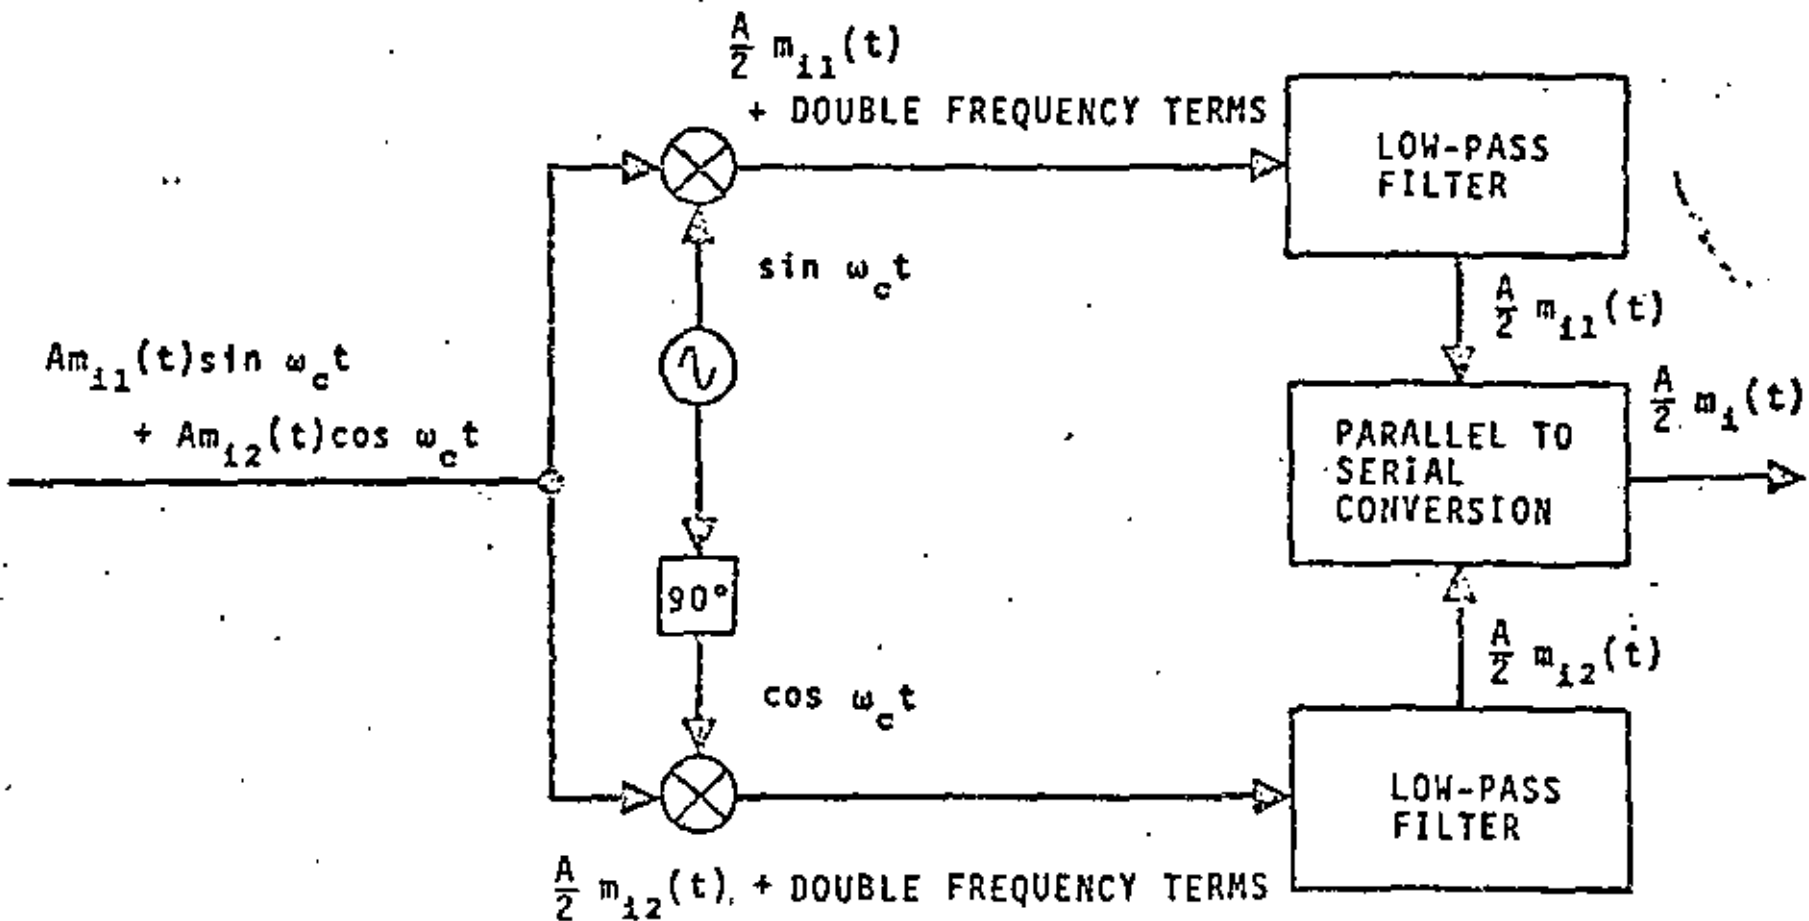 A/2 m_i1(t)
+ DOUBLE FREQUENCY TERMS
LOW-PASS
FILTER
sin ω_c t
A/2 m_i1(t)
Am_i1(t)sin ω_c t
+ Am_i2(t)cos ω_c t
A/2 m_i(t)
PARALLEL TO
SERIAL
CONVERSION
90°
A/2 m_i2(t)
cos ω_c t
LOW-PASS
FILTER
A/2 m_i2(t) + DOUBLE FREQUENCY TERMS